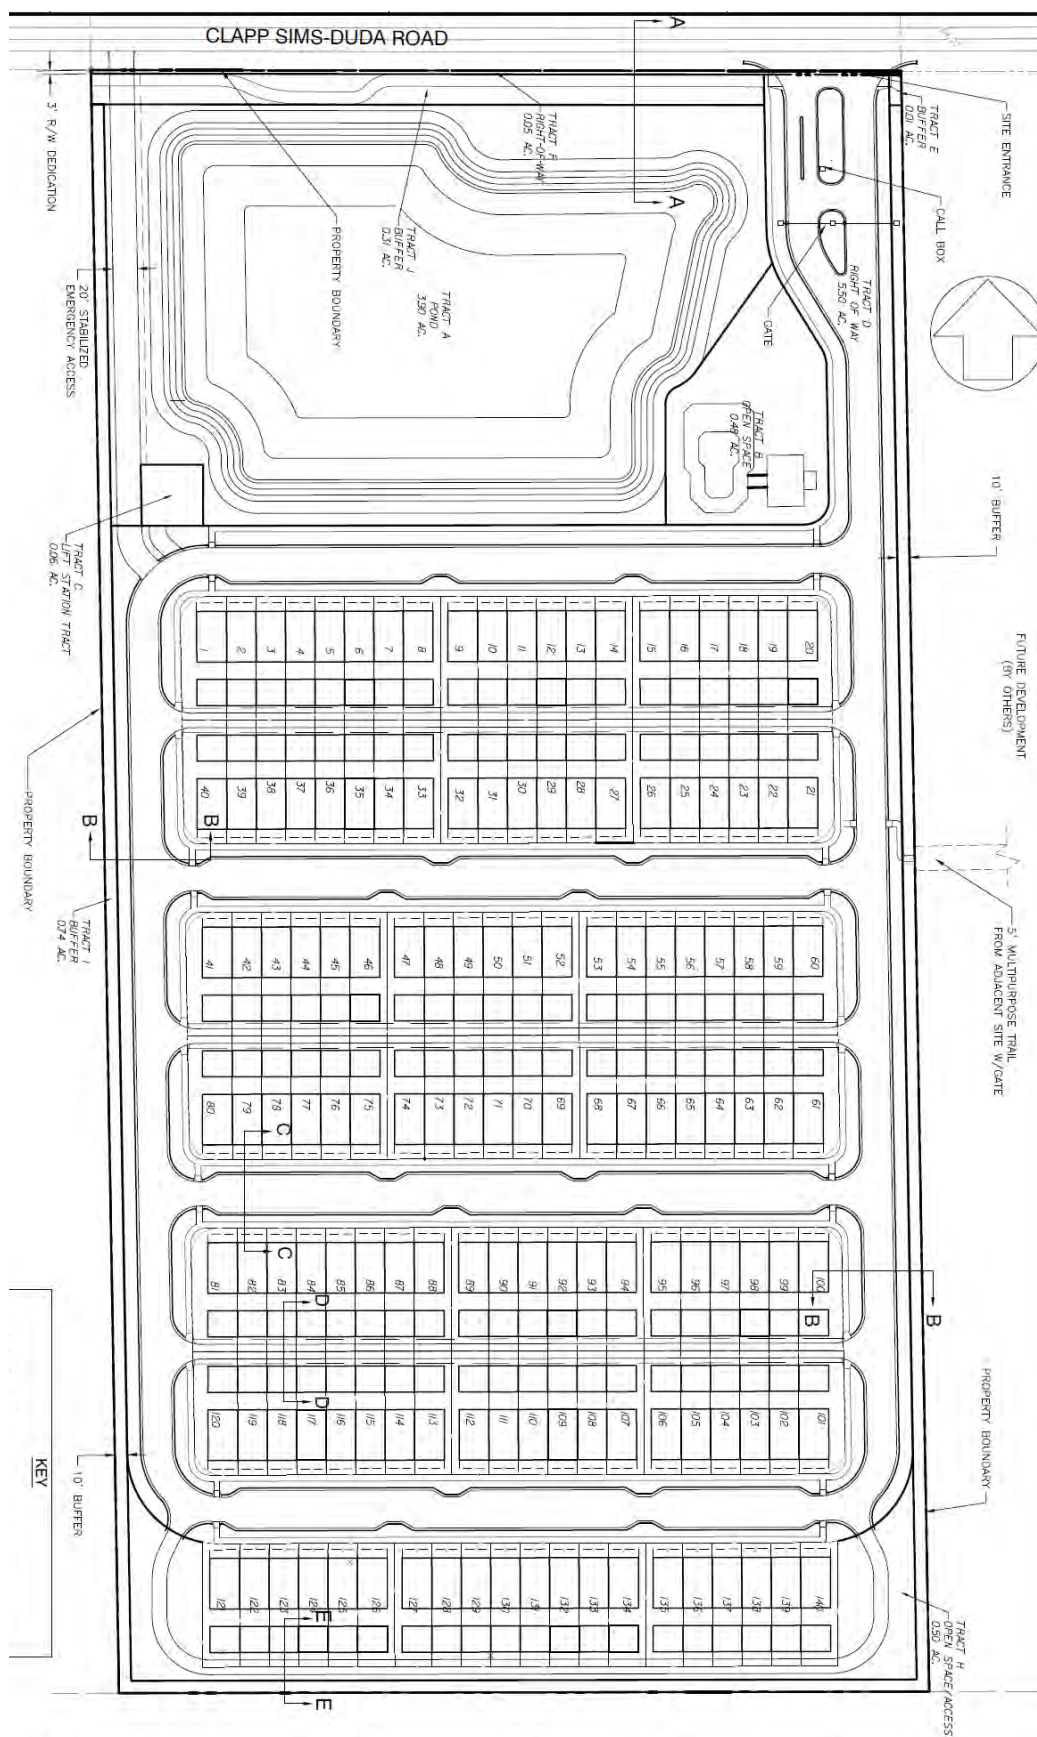 CLAPP SIMS-DUDA ROAD
A
A
3' R/W DEDICATION
20' STABILIZED
EMERGENCY ACCESS
TRACT F
RIGHT-OF-WAY
0.05 AC.
TRACT J
BUFFER
0.31 AC.
PROPERTY BOUNDARY
TRACT A
POND
3.90 AC.
TRACT E
BUFFER
0.01 AC.
SITE ENTRANCE
CALL BOX
TRACT D
RIGHT OF WAY
5.50 AC.
GATE
TRACT B
OPEN SPACE
0.48 AC.
10' BUFFER
TRACT C
LIFT STATION TRACT
0.06 AC.
FUTURE DEVELOPMENT
(BY OTHERS)
1 2 3 4 5 6 7 8 9 10 11 12 13 14 15 16 17 18 19 20
40 39 38 37 36 35 34 33 32 31 30 29 28 27 26 25 24 23 22 21
PROPERTY BOUNDARY
B
B
TRACT I
BUFFER
0.74 AC.
5' MULTIPURPOSE TRAIL
FROM ADJACENT SITE W/GATE
41 42 43 44 45 46 47 48 49 50 51 52 53 54 55 56 57 58 59 60
80 79 78 77 76 75 74 73 72 71 70 69 68 67 66 65 64 63 62 61
C
C
81 82 83 84 85 86 87 88 89 90 91 92 93 94 95 96 97 98 99 100
D
D
B
B
120 119 118 117 116 115 114 113 112 111 110 109 108 107 106 105 104 103 102 101
PROPERTY BOUNDARY
KEY
10' BUFFER
121 122 123 124 125 126 127 128 129 130 131 132 133 134 135 136 137 138 139 140
E
E
TRACT H
OPEN SPACE/ACCESS
0.50 AC.